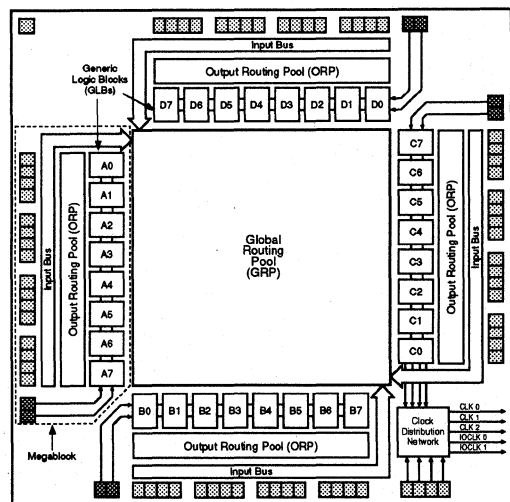 Input Bus
Output Routing Pool (ORP)
Generic
Logic Blocks
(GLBs)
D7 D6 D5 D4 D3 D2 D1 D0
Input Bus
Output Routing Pool (ORP)
A0
A1
A2
A3
A4
A5
A6
A7
Global
Routing
Pool
(GRP)
C7
C6
C5
C4
C3
C2
C1
C0
Output Routing Pool (ORP)
Input Bus
B0 B1 B2 B3 B4 B5 B6 B7
Output Routing Pool (ORP)
Input Bus
Megablock
Clock
Distribution
Network
CLK 0
CLK 1
CLK 2
IOCLK 0
IOCLK 1